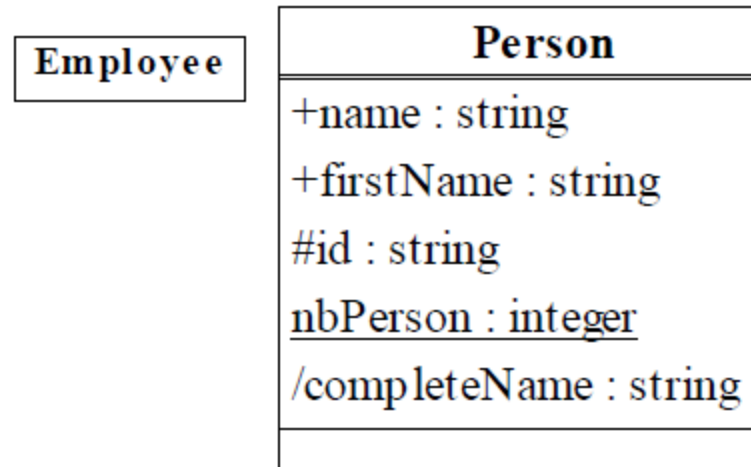 Employee
Person
+name : string
+firstName : string
#id : string
nbPerson : integer
/completeName : string